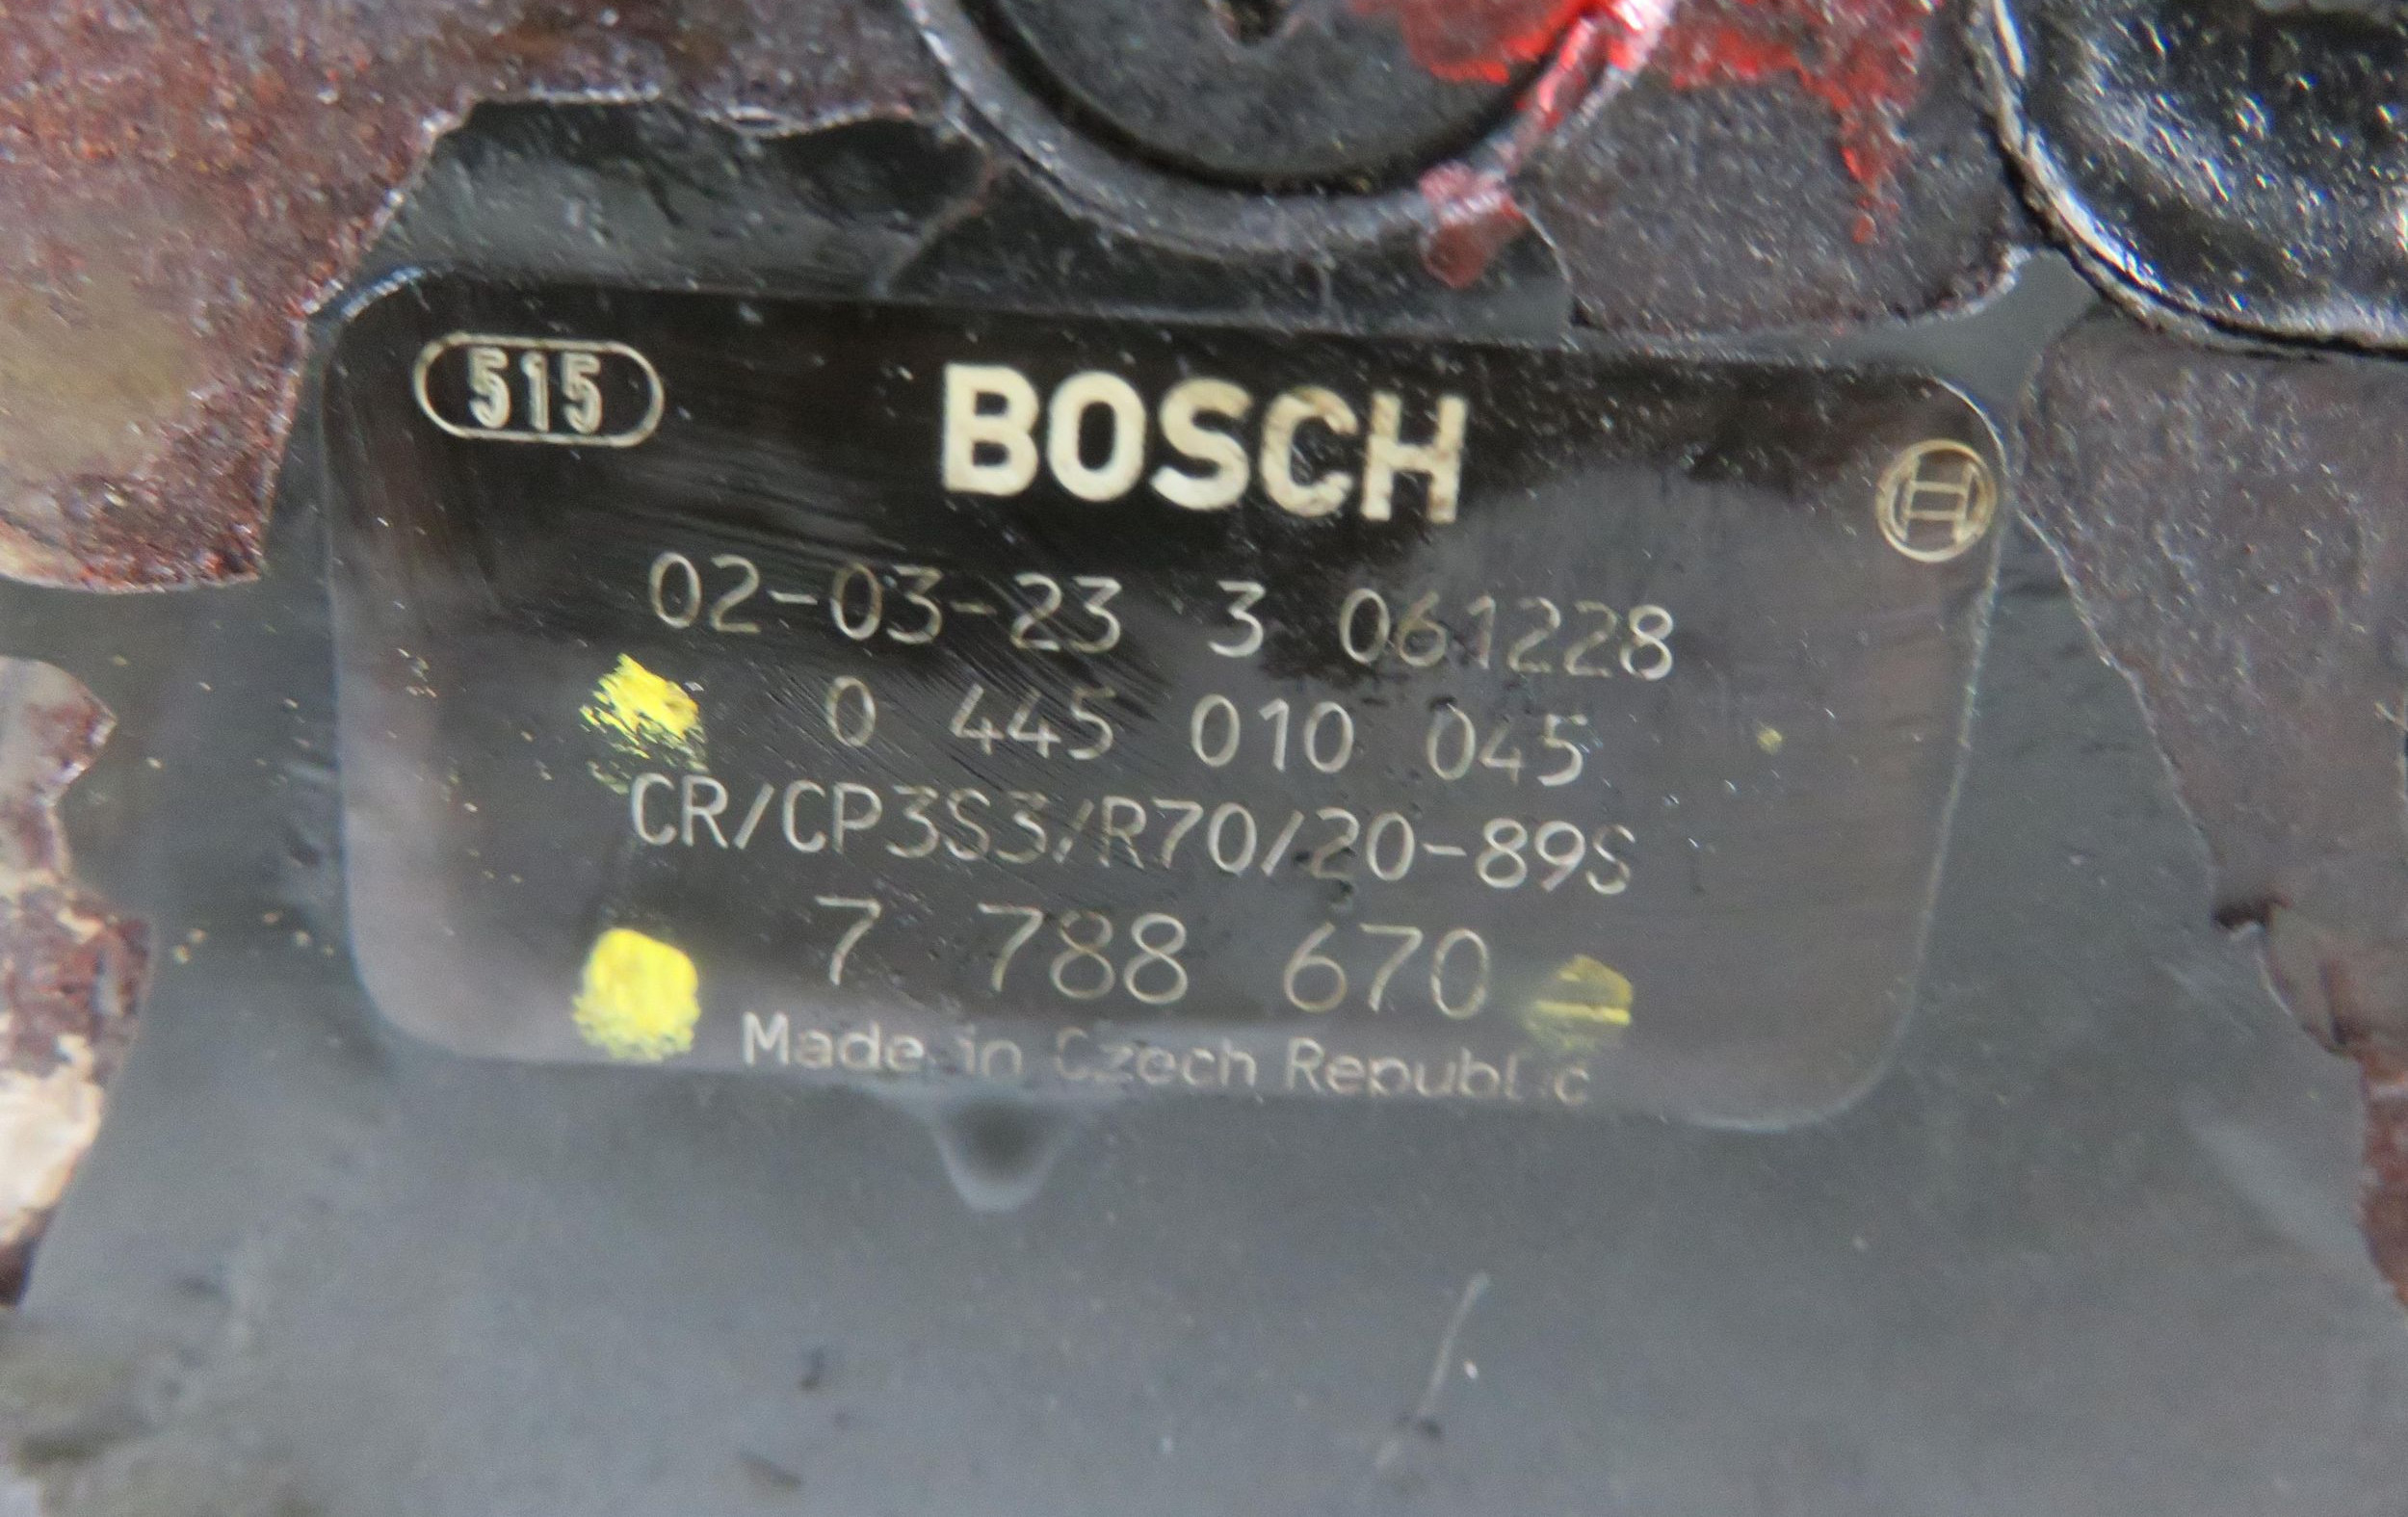 515
BOSCH
02-03-23 3 061228
0 445 010 045
CR/CP3S3/R70/20-89S
7 788 670
Made in Czech Republic